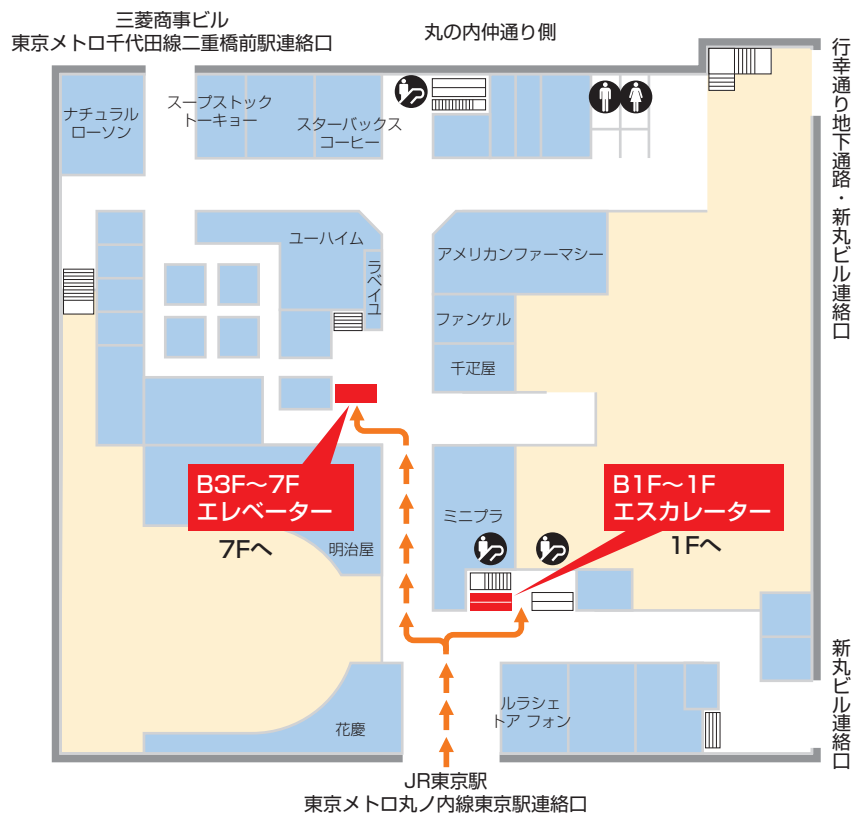 三菱商事ビル
東京メトロ千代田線二重橋前駅連絡口
丸の内仲通り側
行幸通り地下通路・新丸ビル連絡口
ナチュラル
ローソン
スープストック
トーキョー
スターバックス
コーヒー
ユーハイム
ラベイユ
アメリカンファーマシー
ファンケル
千疋屋
B3F〜7F
エレベーター
7Fへ
B1F〜1F
エスカレーター
1Fへ
ミニプラ
明治屋
花慶
ルラシェ
トア フォン
新丸ビル連絡口
JR東京駅
東京メトロ丸ノ内線東京駅連絡口